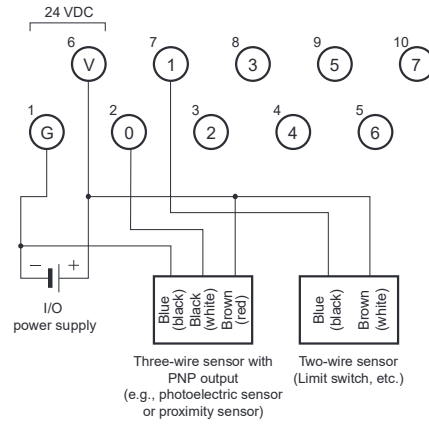 24 VDC
6 7 8 9 10
V 1 3 5 7
1 2 3 4 5
G 0 2 4 6
− +
I/O
power supply
Blue
(black)
Black
(white)
Brown
(red)
Blue
(black)
Brown
(white)
Three-wire sensor with
PNP output
(e.g., photoelectric sensor
or proximity sensor)
Two-wire sensor
(Limit switch, etc.)